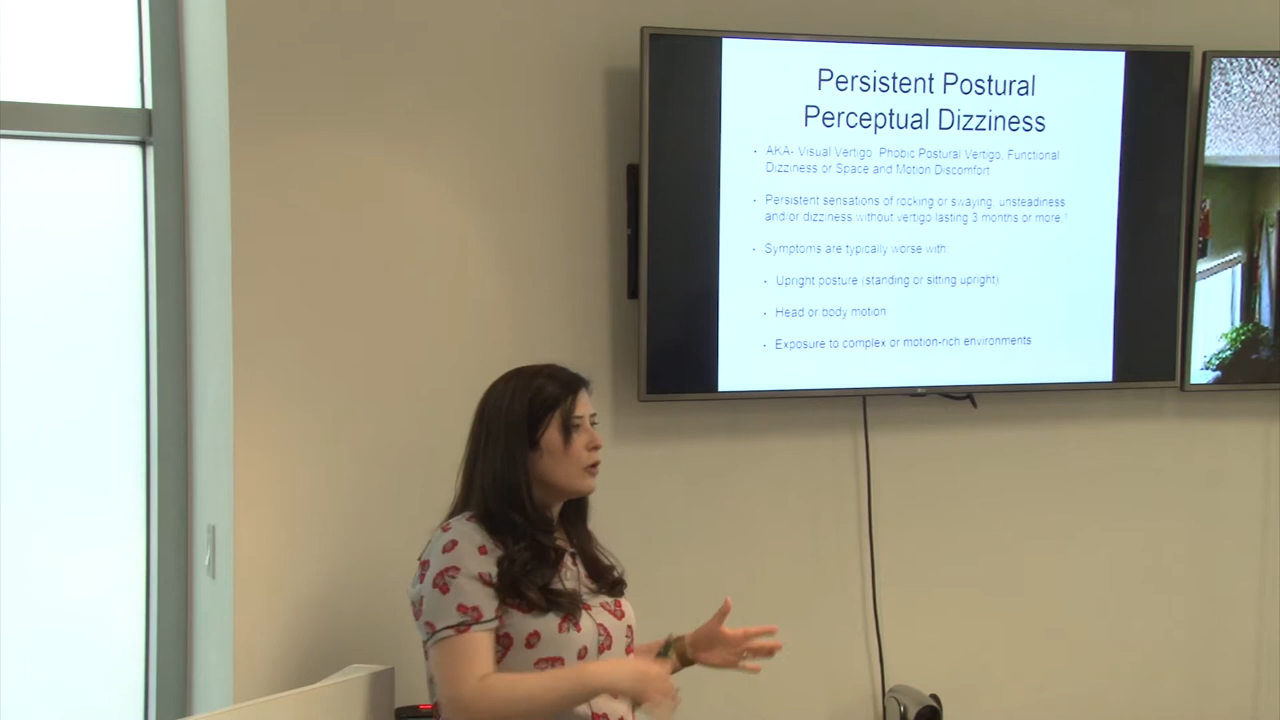 Persistent Postural
Perceptual Dizziness
• AKA- Visual Vertigo, Phobic Postural Vertigo, Functional
Dizziness or Space and Motion Discomfort
• Persistent sensations of rocking or swaying, unsteadiness
and/or dizziness without vertigo lasting 3 months or more.
• Symptoms are typically worse with:
• Upright posture (standing or sitting upright)
• Head or body motion
• Exposure to complex or motion-rich environments